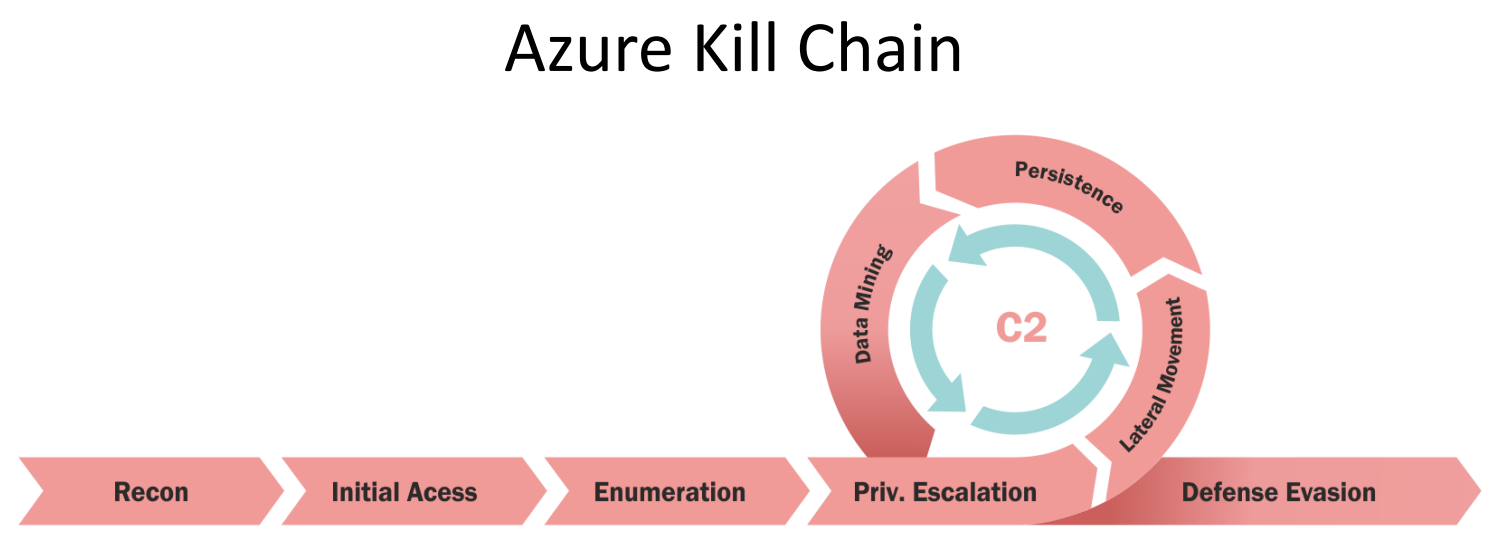 Azure Kill Chain
Persistence
Data Mining
C2
Lateral Movement
Recon
Initial Acess
Enumeration
Priv. Escalation
Defense Evasion